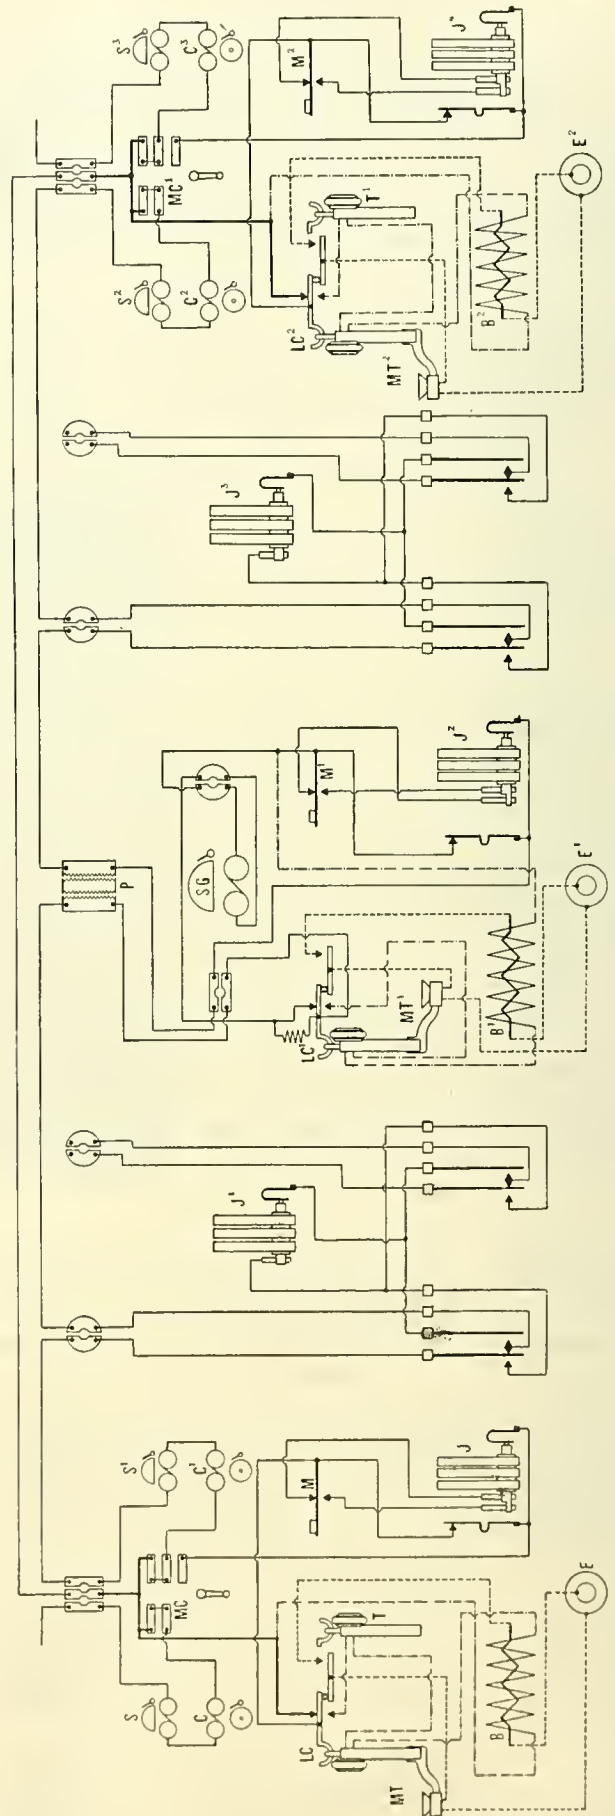 S S¹ P S² S³
C MC C¹ SG C² MC¹ C³
J¹ J³
LC M LC¹ M¹ LC² M²
MT T MT¹ MT² T¹
J J² J⁴
B B¹ B²
E E¹ E²